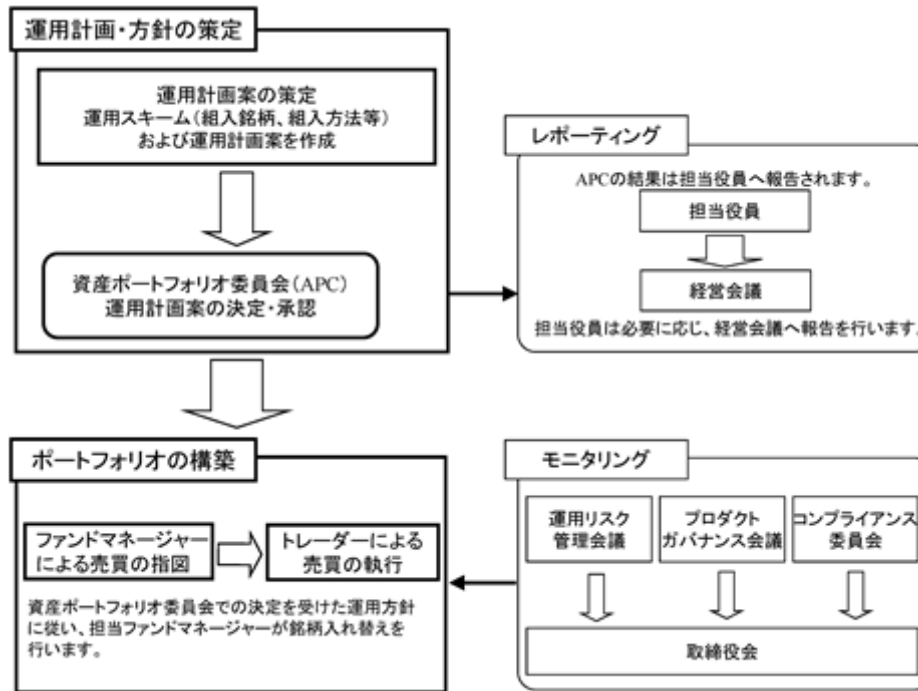 運用計画・方針の策定
運用計画案の策定
運用スキーム(組入銘柄、組入方法等)
および運用計画案を作成
資産ポートフォリオ委員会(APC)
運用計画案の決定・承認
レポーティング
APCの結果は担当役員へ報告されます。
担当役員
経営会議
担当役員は必要に応じ、経営会議へ報告を行います。
ポートフォリオの構築
ファンドマネージャー
による売買の指図
トレーダーによる
売買の執行
資産ポートフォリオ委員会での決定を受けた運用方針
に従い、担当ファンドマネージャーが銘柄入れ替えを
行います。
モニタリング
運用リスク
管理会議
プロダクト
ガバナンス会議
コンプライアンス
委員会
取締役会